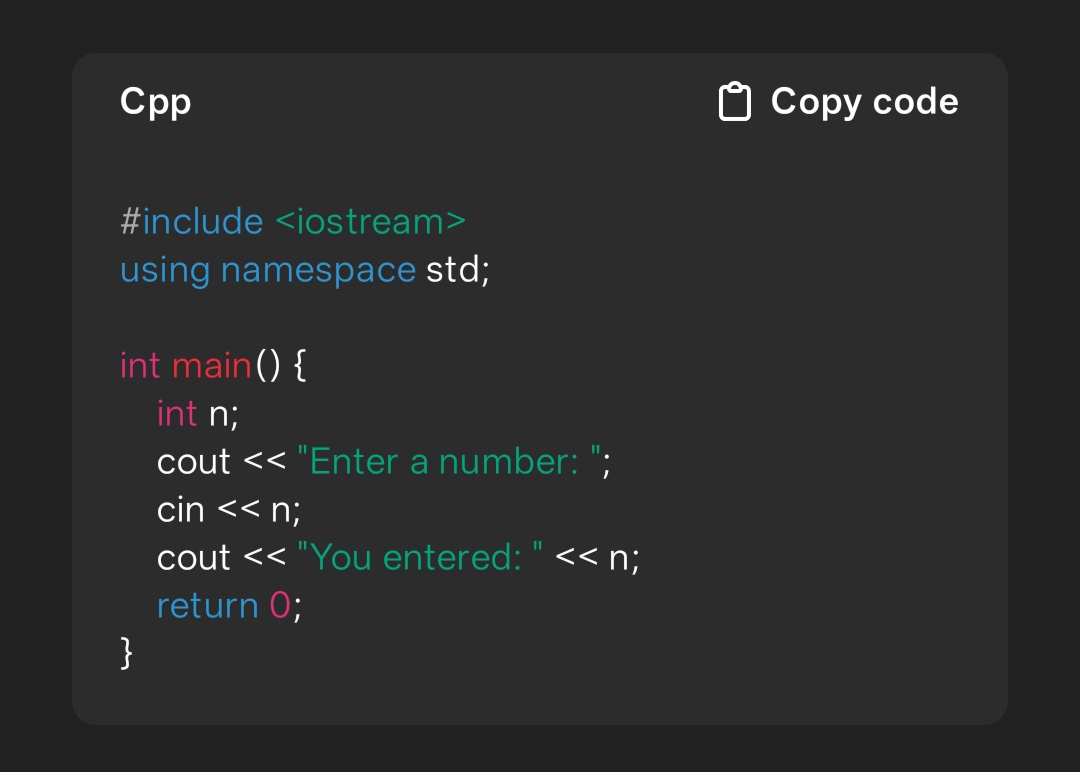 Cpp
Copy code
#include <iostream>
using namespace std;
int main() {
int n;
cout << "Enter a number: ";
cin << n;
cout << "You entered: " << n;
return 0;
}